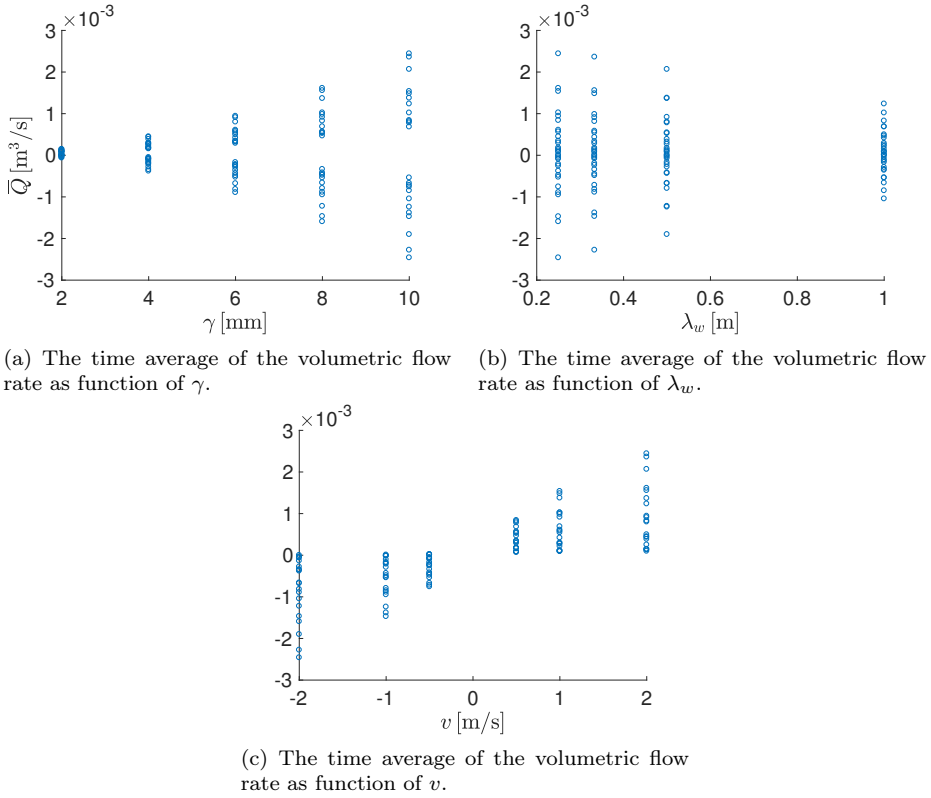 ×10⁻³
3
2
1
0
-1
-2
-3
2 4 6 8 10
γ [mm]
Q̅ [m³/s]
×10⁻³
3
2
1
0
-1
-2
-3
0.2 0.4 0.6 0.8 1
λ_w [m]
(a) The time average of the volumetric flow
rate as function of γ.
(b) The time average of the volumetric flow
rate as function of λ_w.
×10⁻³
3
2
1
0
-1
-2
-3
-2 -1 0 1 2
v [m/s]
(c) The time average of the volumetric flow
rate as function of v.